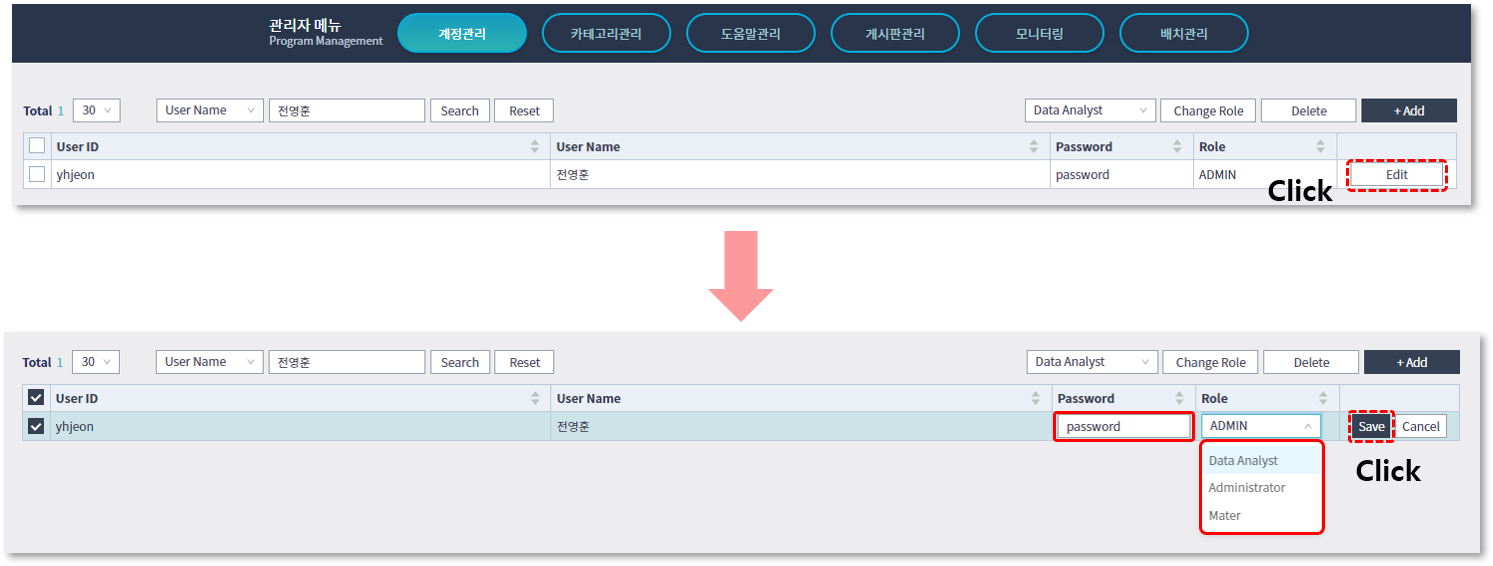 관리자 메뉴
Program Management
계정관리 카테고리관리 도움말관리 게시판관리 모니터링 배치관리
Total 1 30 User Name 전영훈 Search Reset Data Analyst Change Role Delete + Add
User ID User Name Password Role
yhjeon 전영훈 password ADMIN Edit
Click
Total 1 30 User Name 전영훈 Search Reset Data Analyst Change Role Delete + Add
User ID User Name Password Role
yhjeon 전영훈 password ADMIN Save Cancel
Data Analyst
Click
Administrator
Mater